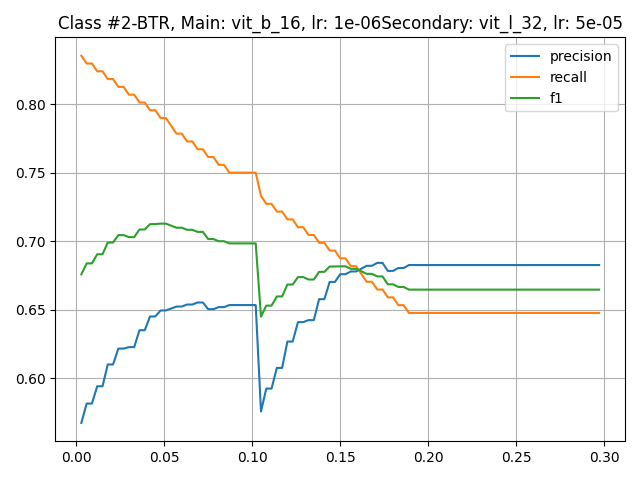 Class #2-BTR, Main: vit_b_16, lr: 1e-06Secondary: vit_l_32, lr: 5e-05
precision
recall
f1
0.80
0.75
0.70
0.65
0.60
0.00 0.05 0.10 0.15 0.20 0.25 0.30